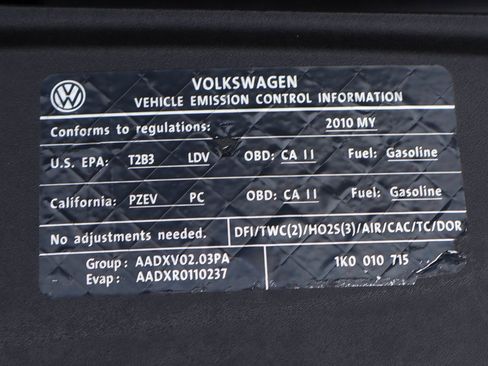 VOLKSWAGEN
VEHICLE EMISSION CONTROL INFORMATION
Conforms to regulations: 2010 MY
U.S. EPA: T2B3 LDV OBD: CA II Fuel: Gasoline
California: PZEV PC OBD: CA II Fuel: Gasoline
No adjustments needed. DFI/TWC(2)/HO2S(3)/AIR/CAC/TC/DOR
Group: AADXV02.03PA
Evap: AADXR0110237
1K0 010 715